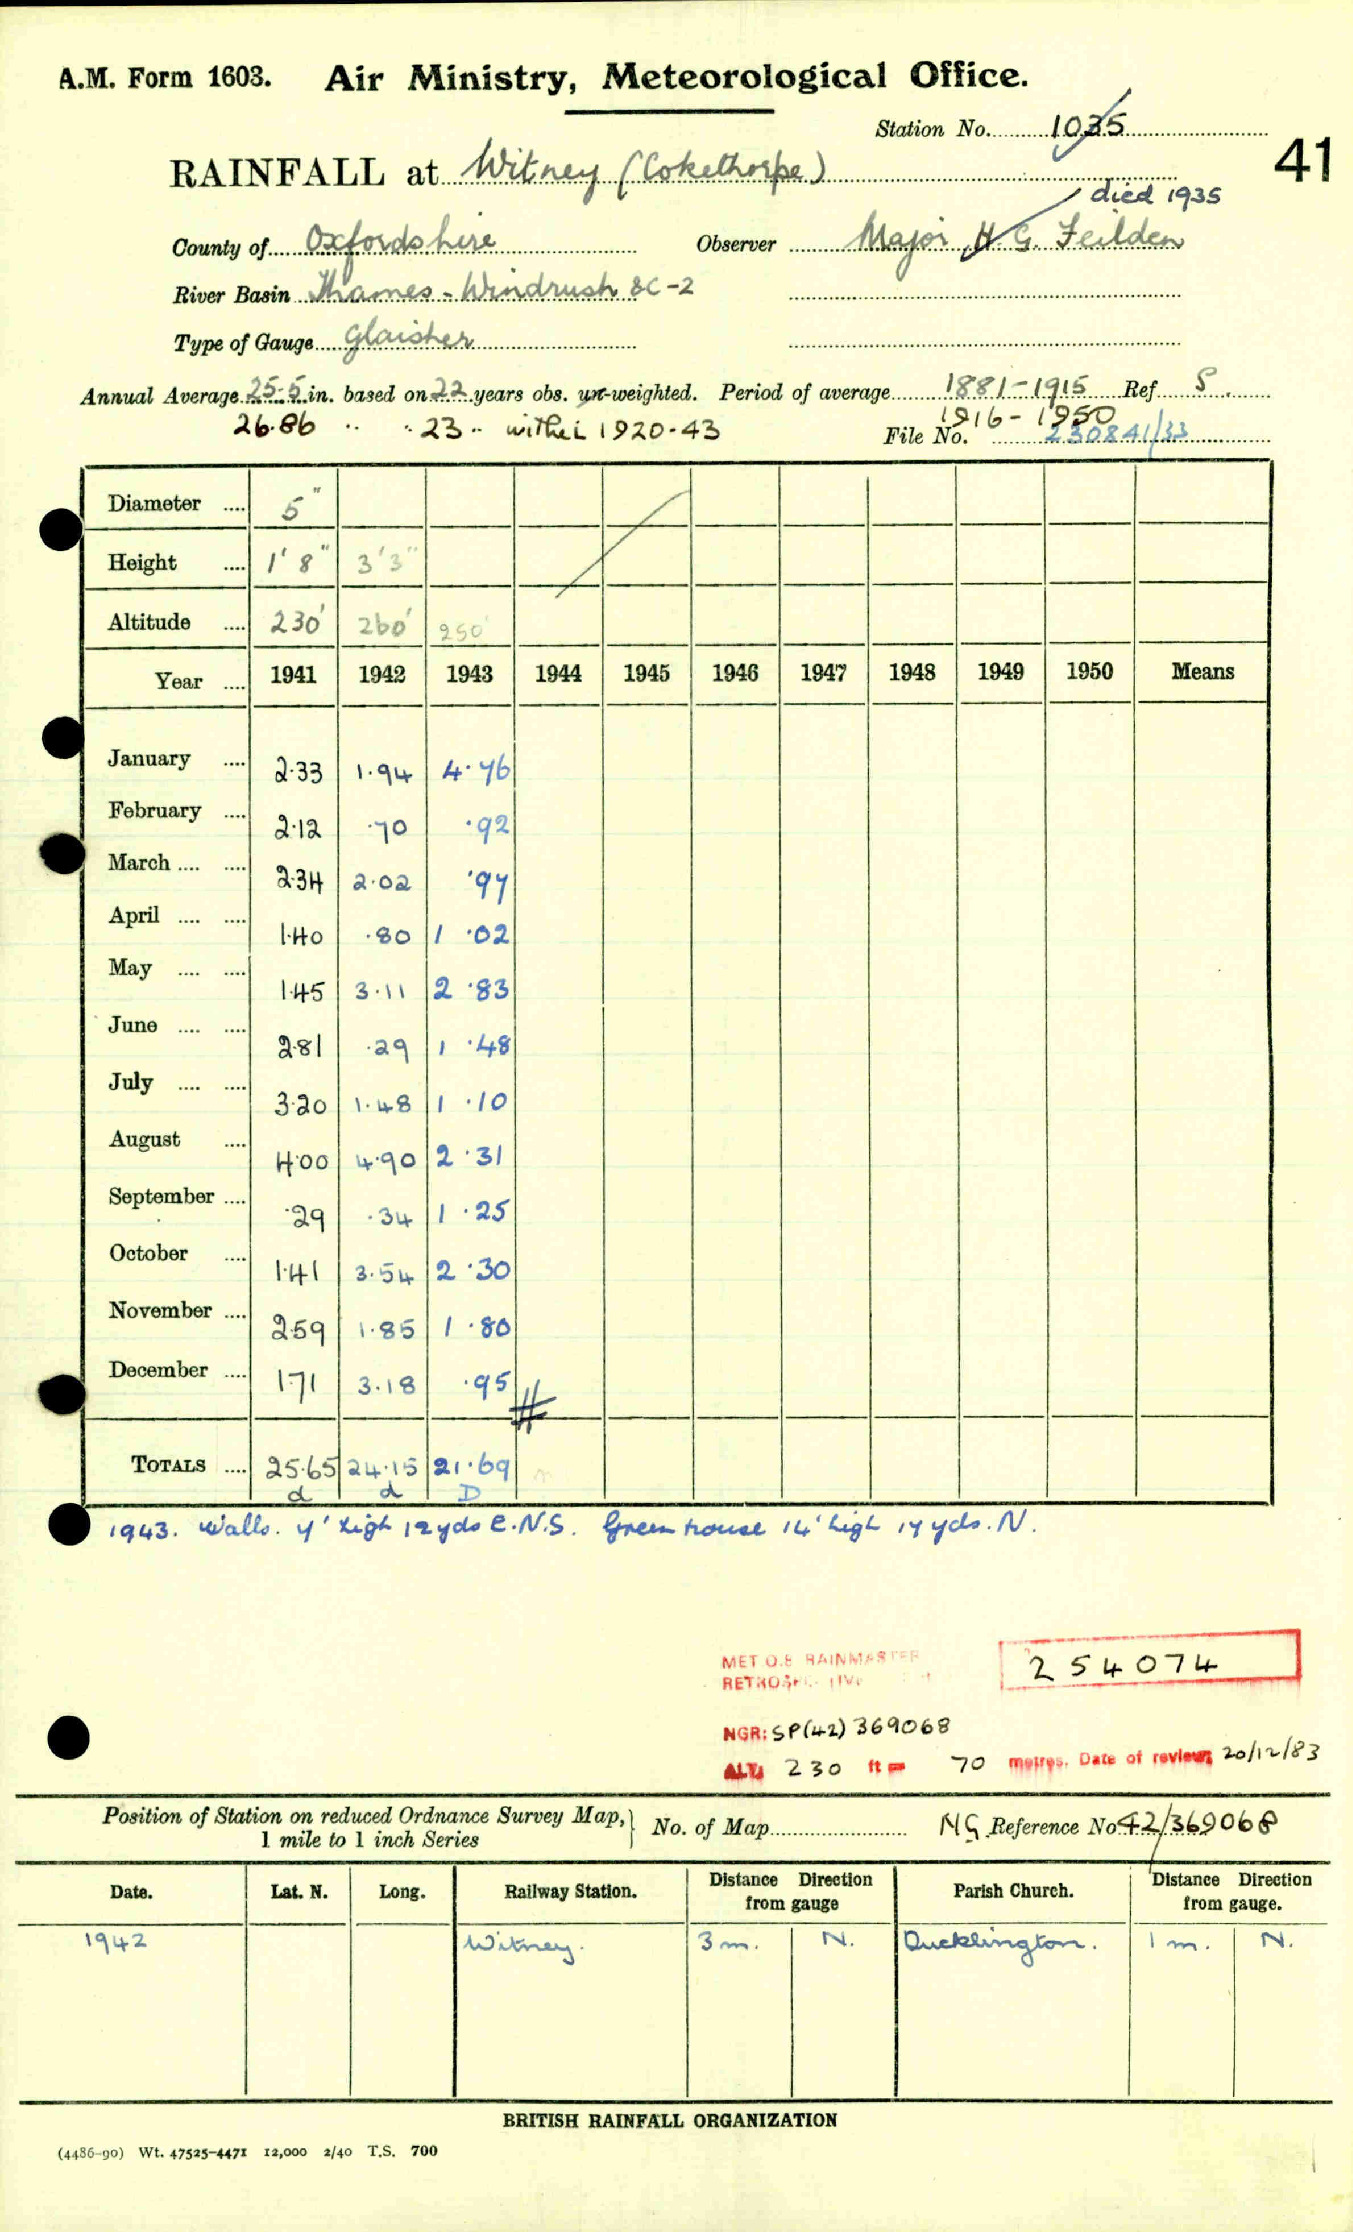 A.M. Form 1603. Air Ministry, Meteorological Office.
Station No. 1035
41
RAINFALL at Witney (Cokethorpe)
died 1935
County of Oxfordshire Observer Major H. G. Feilden
River Basin Thames - Windrush 8C-2
Type of Gauge Glaisher
Annual Average 25.5 in. based on 22 years obs. un-weighted. Period of average 1881-1915 Ref. S
26.86 .. .. 23 .. 1920-43 1916-1950
File No. 230841/33
Diameter .... 5"
Height .... 1' 8" 3' 3"
Altitude .... 230' 260' 250'
Year .... 1941 1942 1943 1944 1945 1946 1947 1948 1949 1950 Means
January .... 2.33 1.94 4.76
February .... 2.12 .70 .92
March .... .... 2.34 2.02 .97
April .... .... 1.40 .80 1 .02
May .... .... 1.45 3.11 2 .83
June .... .... 2.81 .29 1 .48
July .... .... 3.20 1.48 1 .10
August .... 4.00 4.90 2 .31
September .... .29 .34 1 .25
October .... 1.41 3.54 2 .30
November .... 2.59 1.85 1 .80
December .... 1.71 3.18 .95
TOTALS .... 25.65 24.15 21.69
d d D
1943. Walls. 7' high 12 yds E.N.S. Green house 14' high 17 yds. N.
MET O.8 RAINMASTER
254074
NGR: SP(42) 369068
ALT: 230 ft = 70 metres. Date of review: 20/12/83
Position of Station on reduced Ordnance Survey Map, 1 mile to 1 inch Series } No. of Map NG Reference No. 42/369068
Date. Lat. N. Long. Railway Station. Distance from gauge Direction Parish Church. Distance from gauge. Direction
1942 Witney. 3 m. N. Ducklington. 1 m. N.
BRITISH RAINFALL ORGANIZATION
(4486-90) Wt. 47525-4471 12,000 2/40 T.S. 700